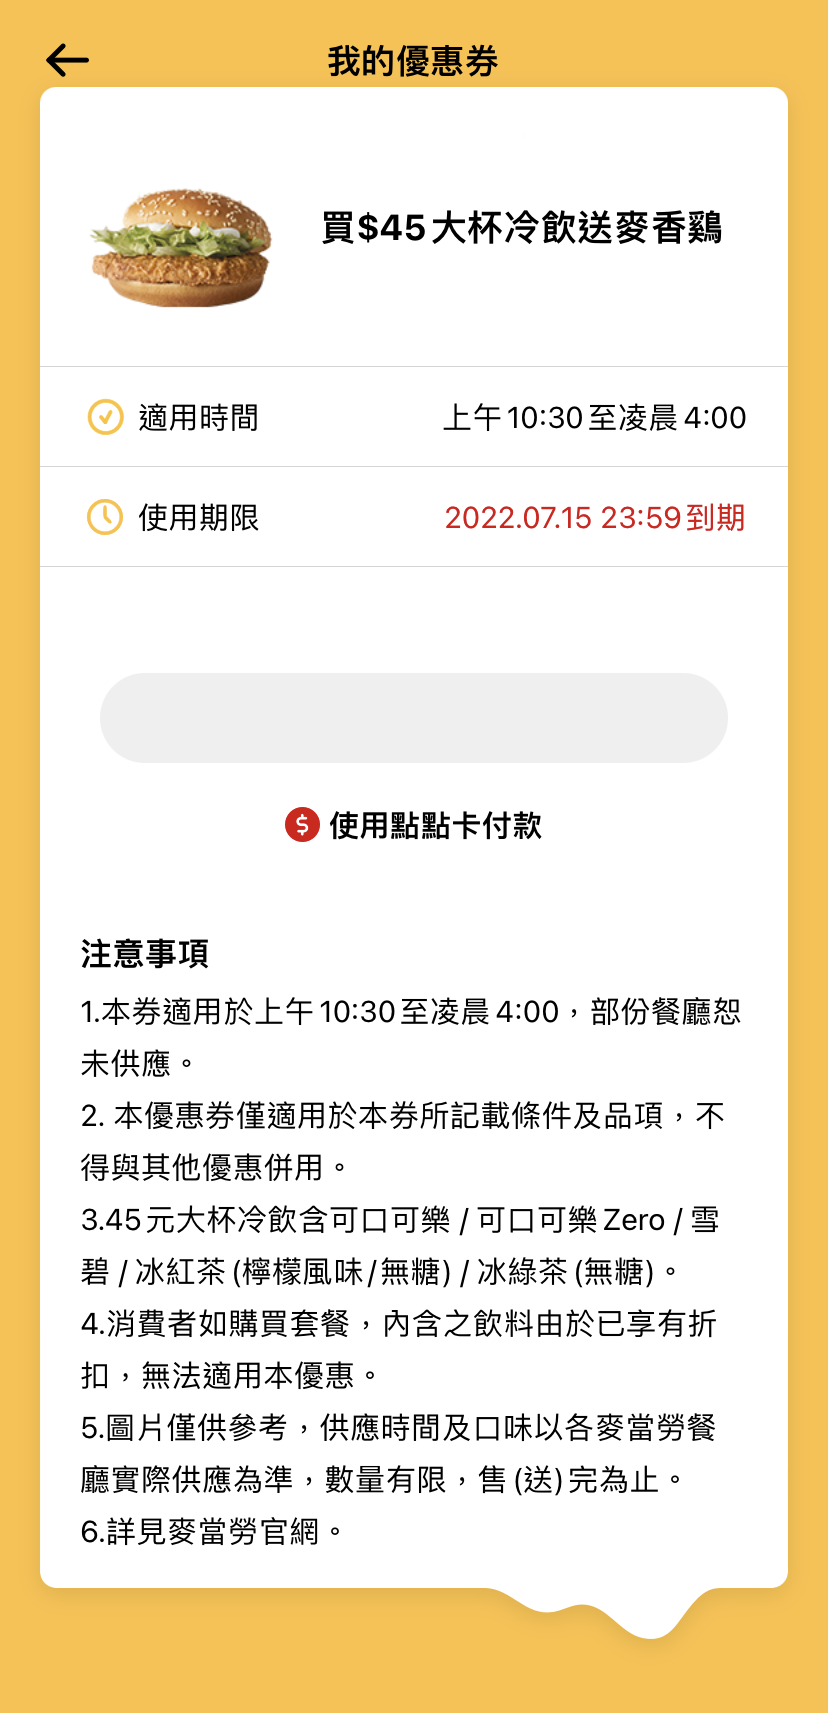 我的優惠券
買$45大杯冷飲送麥香鷄
適用時間 上午10:30至凌晨4:00
使用期限 2022.07.15 23:59到期
使用點點卡付款
注意事項
1.本券適用於上午10:30至凌晨4:00，部份餐廳恕
未供應。
2. 本優惠券僅適用於本券所記載條件及品項，不
得與其他優惠併用。
3.45元大杯冷飲含可口可樂 / 可口可樂Zero / 雪
碧 / 冰紅茶(檸檬風味/無糖) / 冰綠茶(無糖)。
4.消費者如購買套餐，內含之飲料由於已享有折
扣，無法適用本優惠。
5.圖片僅供參考，供應時間及口味以各麥當勞餐
廳實際供應為準，數量有限，售(送)完為止。
6.詳見麥當勞官網。